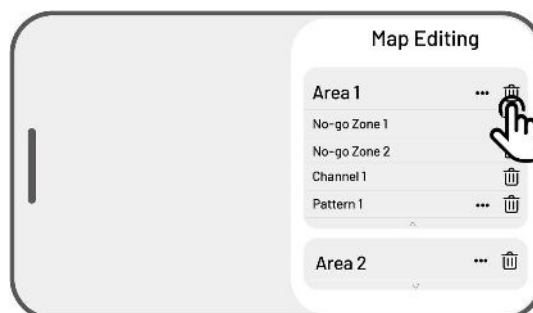 Map Editing
Area 1 •••
No-go Zone 1
No-go Zone 2
Channel 1
Pattern 1 •••
Area 2 •••